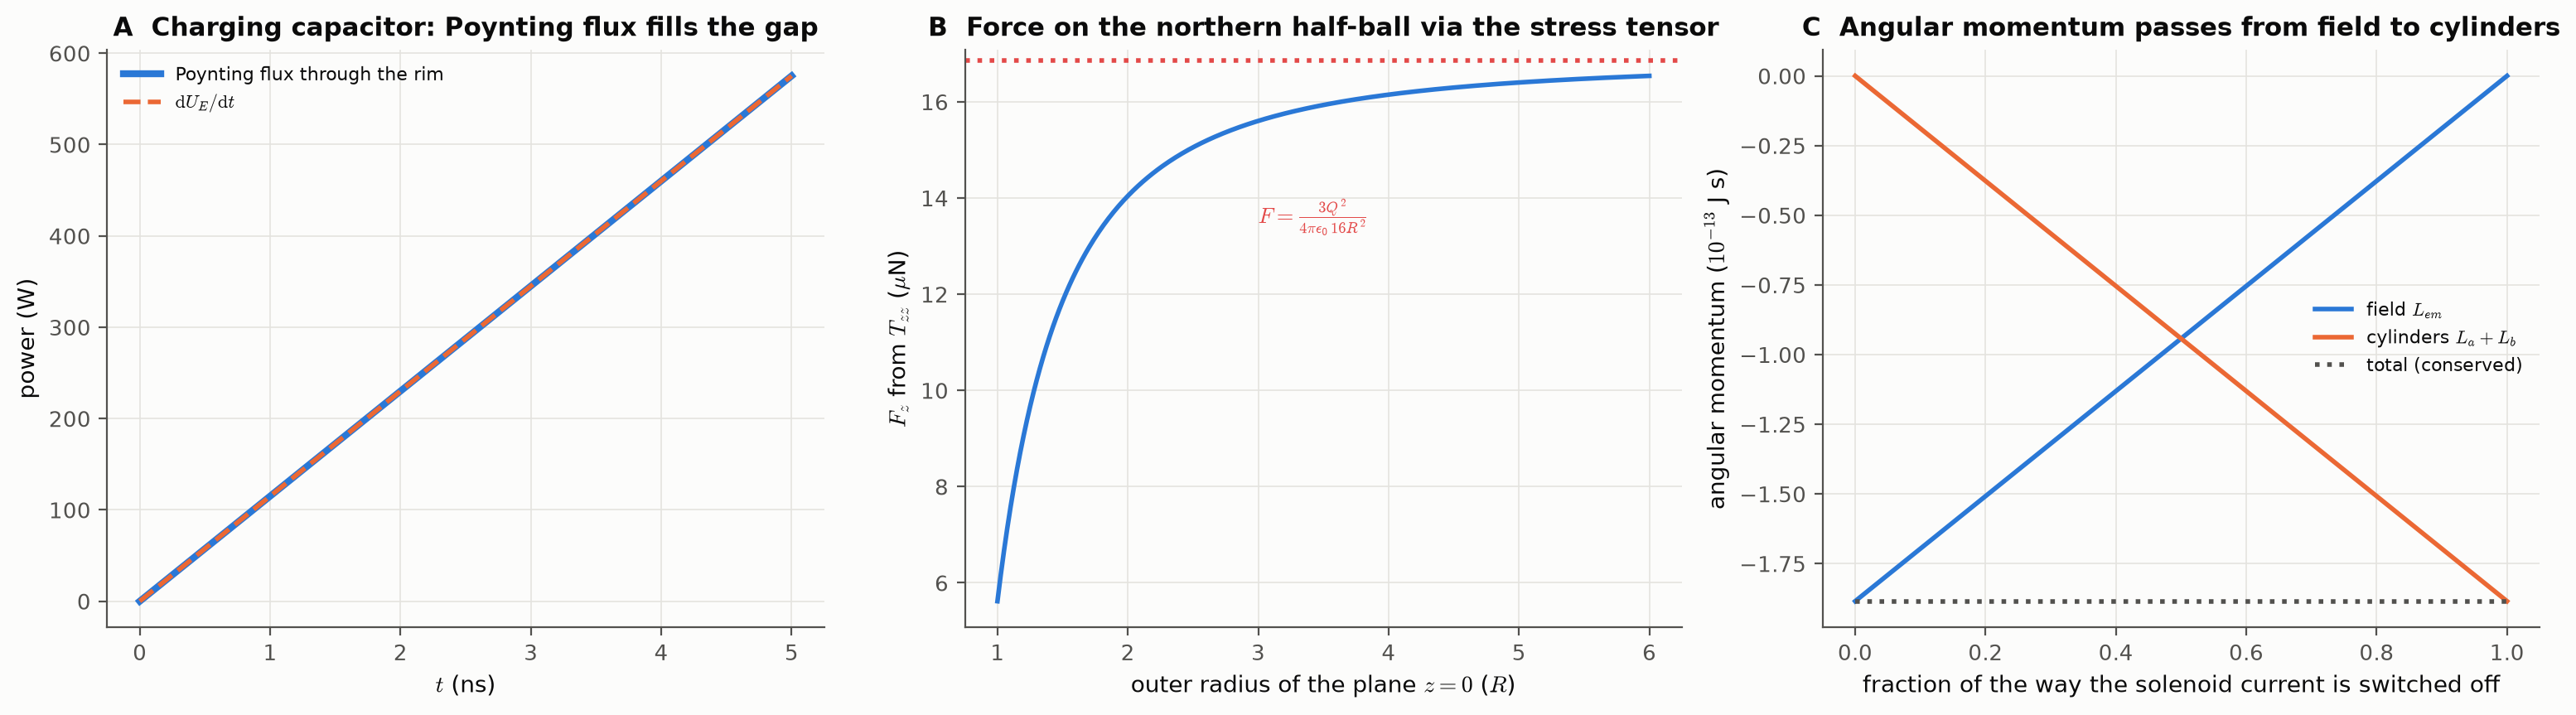 A Charging capacitor: Poynting flux fills the gap
600
500
400
300
200
100
0
power (W)
Poynting flux through the rim
dU_E/dt
0 1 2 3 4 5
t (ns)
B Force on the northern half-ball via the stress tensor
16
14
12
10
8
6
F_z from T_zz (μN)
F = 3Q² / 4πϵ₀ 16R²
1 2 3 4 5 6
outer radius of the plane z = 0 (R)
C Angular momentum passes from field to cylinders
0.00
−0.25
−0.50
−0.75
−1.00
−1.25
−1.50
−1.75
angular momentum (10⁻¹³ J s)
field L_em
cylinders L_a + L_b
total (conserved)
0.0 0.2 0.4 0.6 0.8 1.0
fraction of the way the solenoid current is switched off